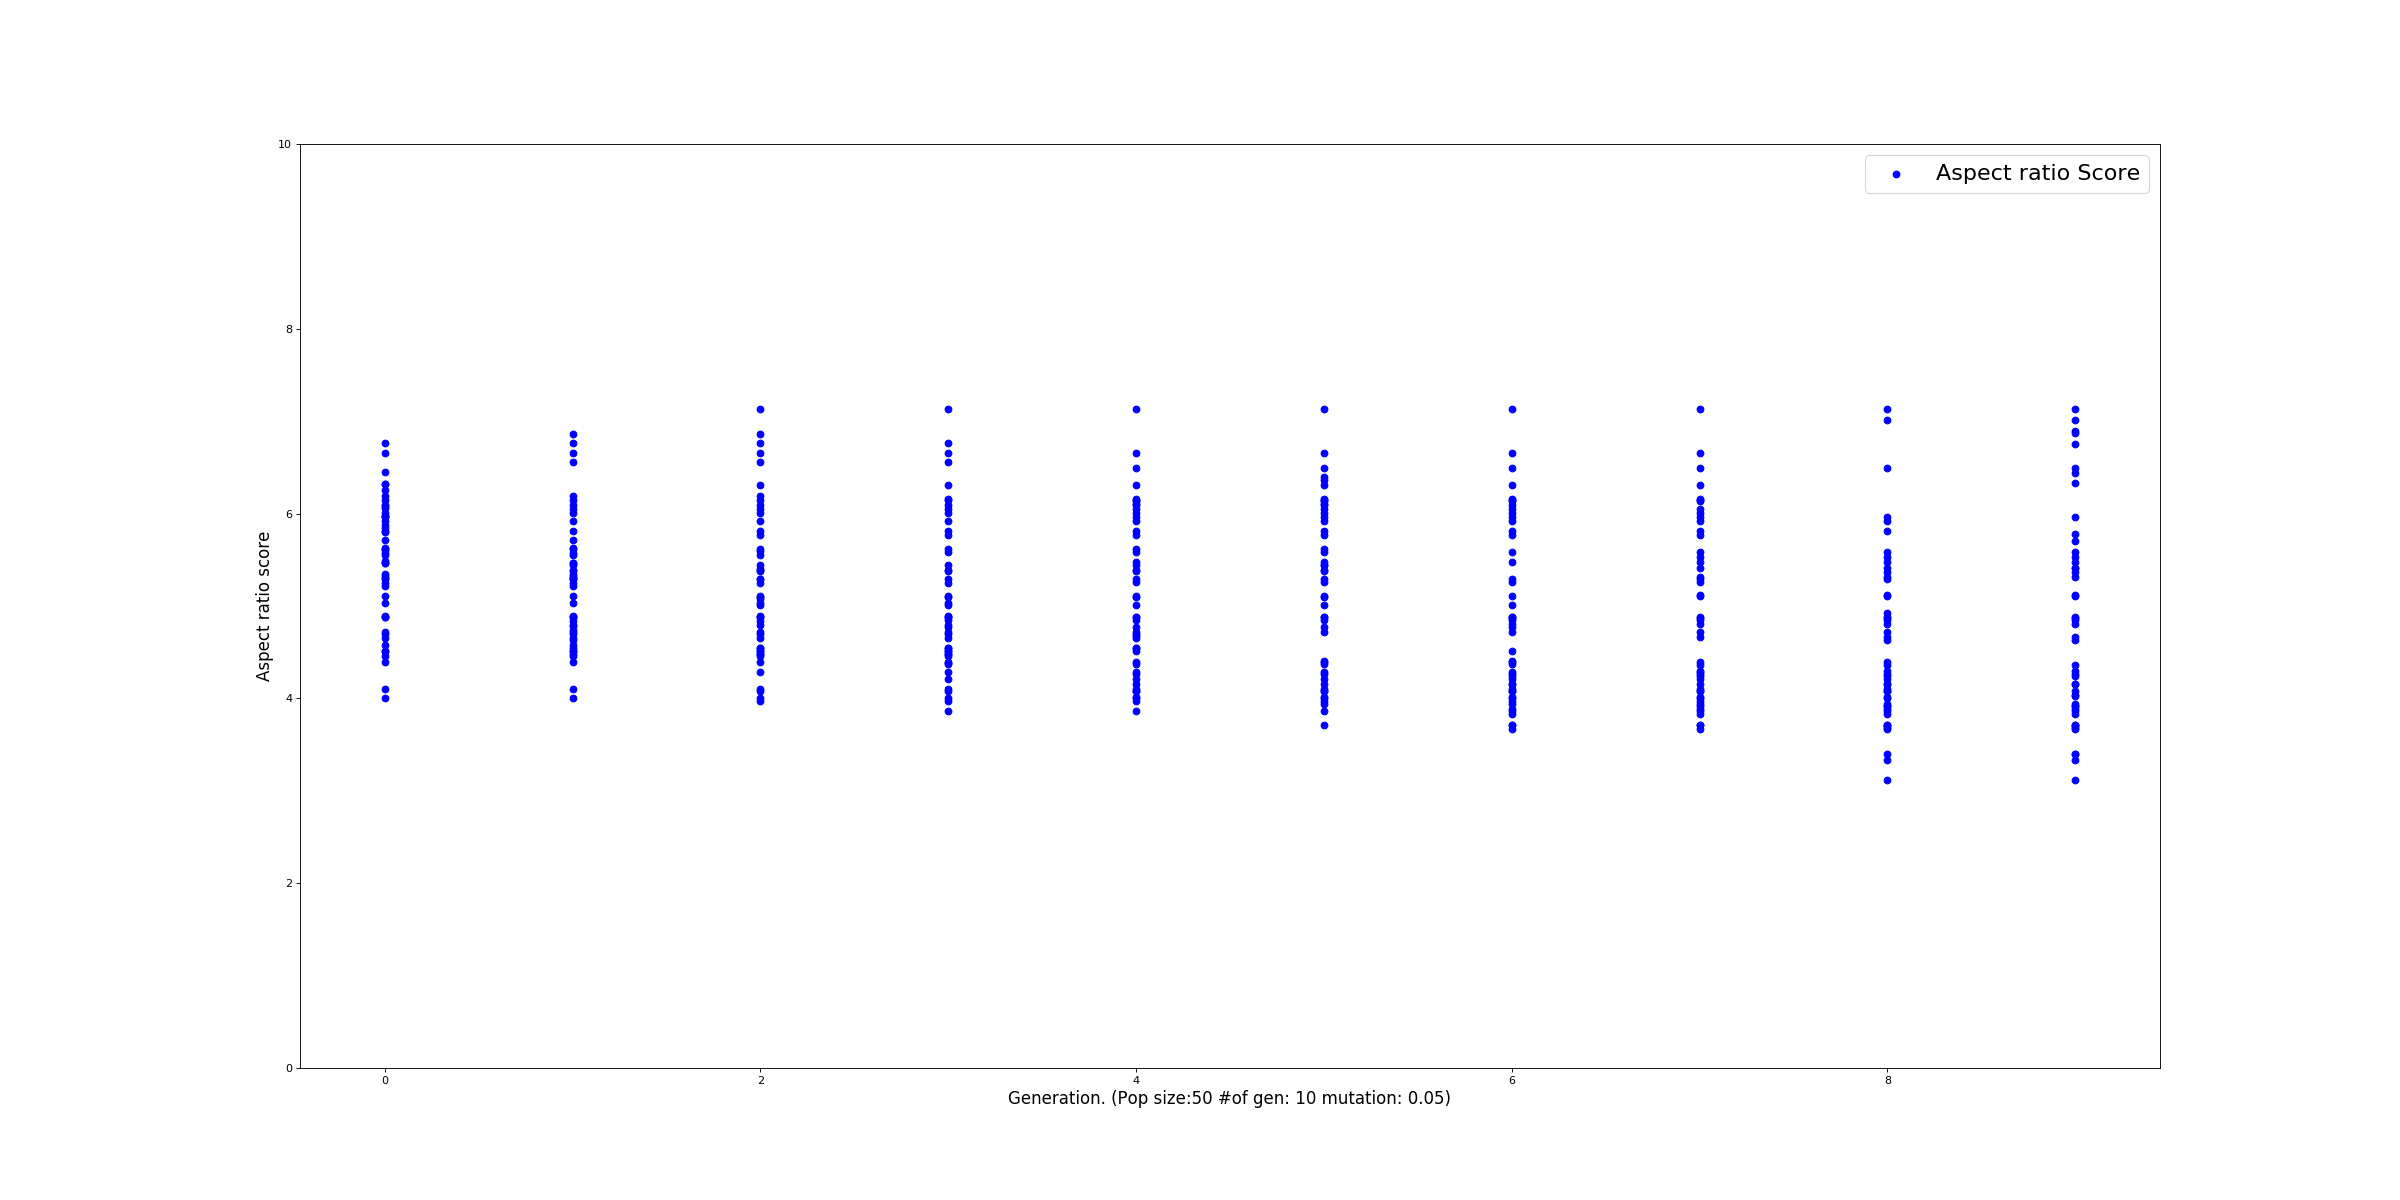 10
Aspect ratio Score
8
6
Aspect ratio score
4
2
0
0 2 4 6 8
Generation. (Pop size:50 #of gen: 10 mutation: 0.05)